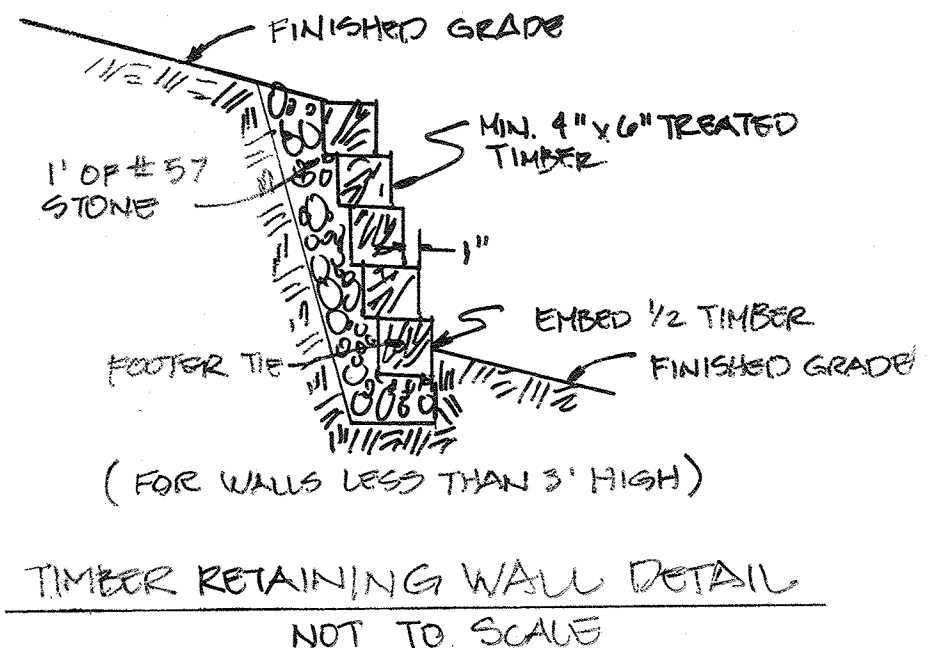 FINISHED GRADE
MIN. 4" x 6" TREATED
TIMBER
1' OF #57
STONE
1"
EMBED 1/2 TIMBER
FOOTER TIE
FINISHED GRADE
(FOR WALLS LESS THAN 3' HIGH)
TIMBER RETAINING WALL DETAIL
NOT TO SCALE